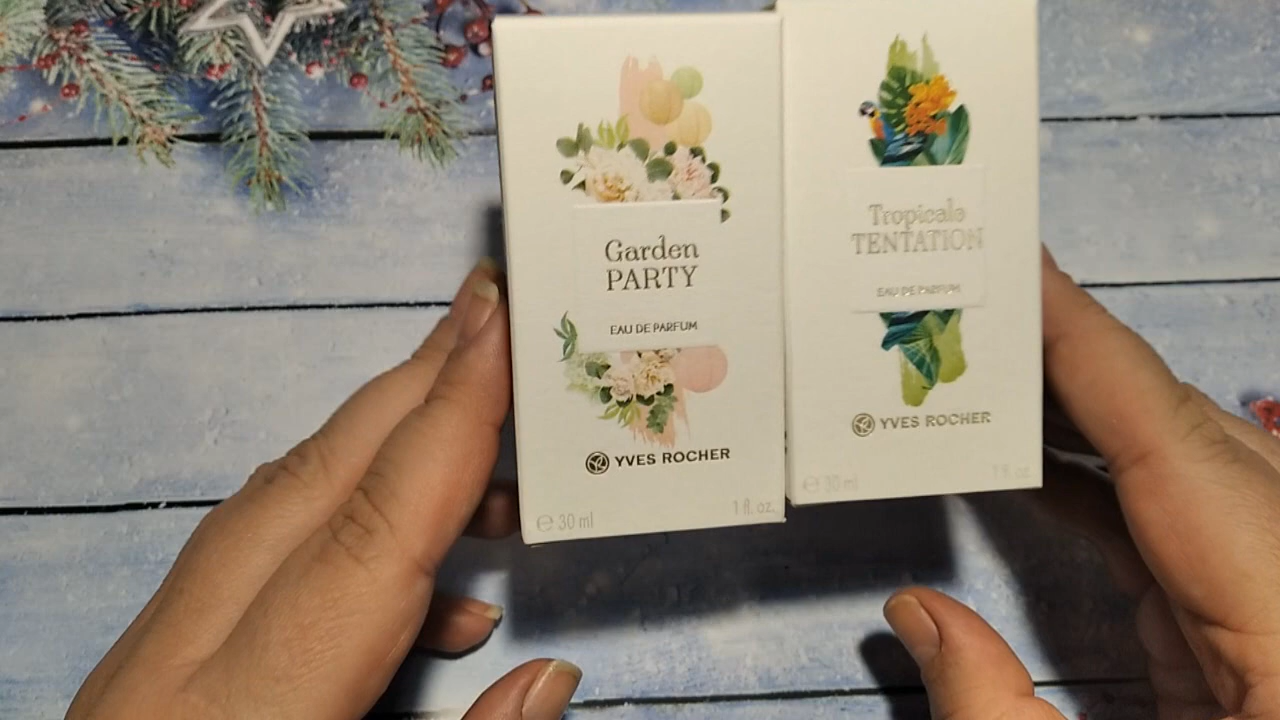 Garden
PARTY
EAU DE PARFUM
YVES ROCHER
e 30 ml
1 fl. oz.
Tropicale
TENTATION
EAU DE PARFUM
YVES ROCHER
e 30 ml
1 fl. oz.